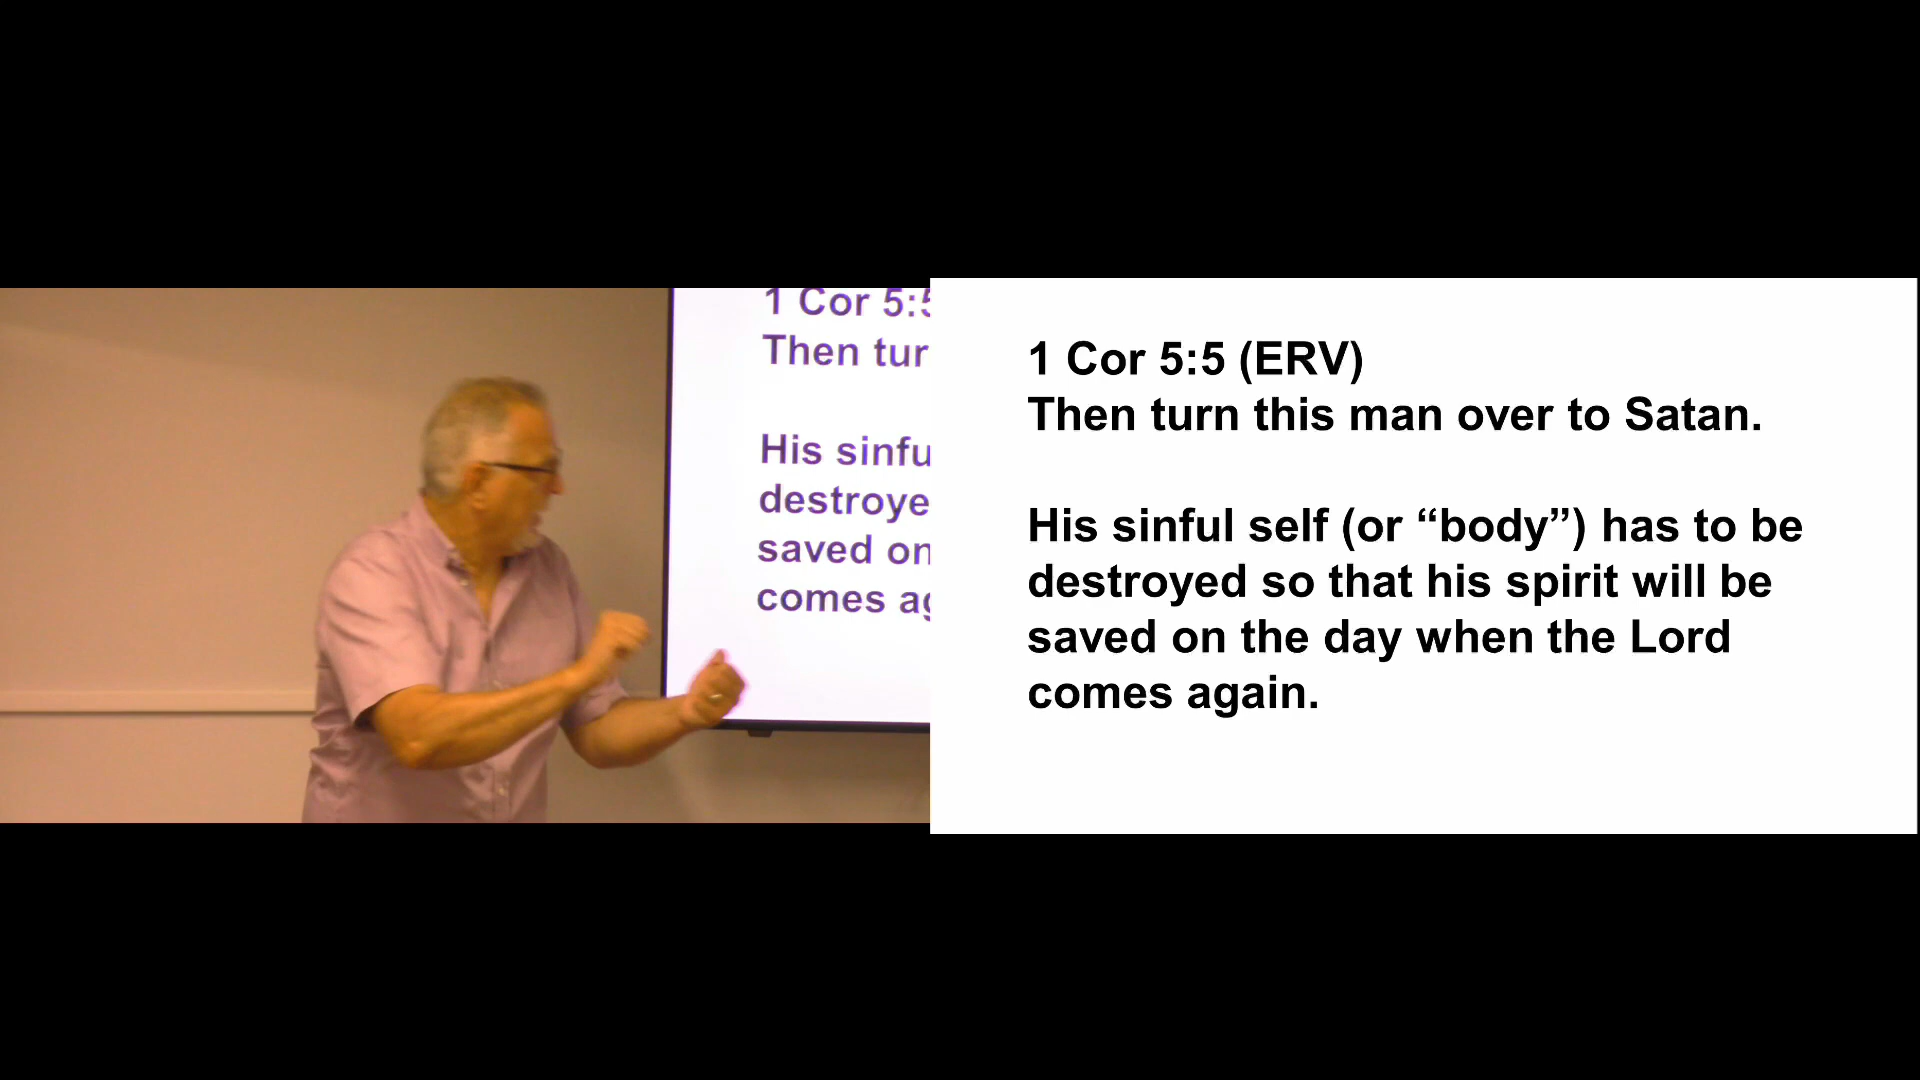 1 Cor 5:5
Then tur
His sinfu
destroye
saved on
comes ag
1 Cor 5:5 (ERV)
Then turn this man over to Satan.
His sinful self (or “body”) has to be
destroyed so that his spirit will be
saved on the day when the Lord
comes again.